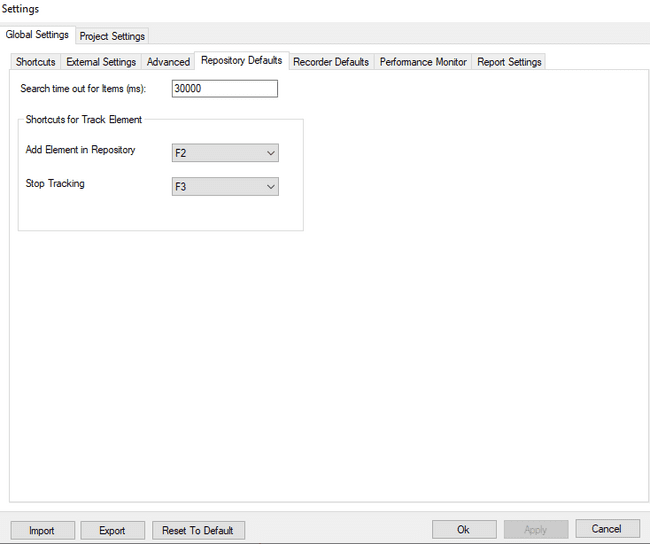 Settings
Global Settings Project Settings
Shortcuts External Settings Advanced Repository Defaults Recorder Defaults Performance Monitor Report Settings
Search time out for Items (ms): 30000
Shortcuts for Track Element
Add Element in Repository F2
Stop Tracking F3
Import Export Reset To Default Ok Apply Cancel